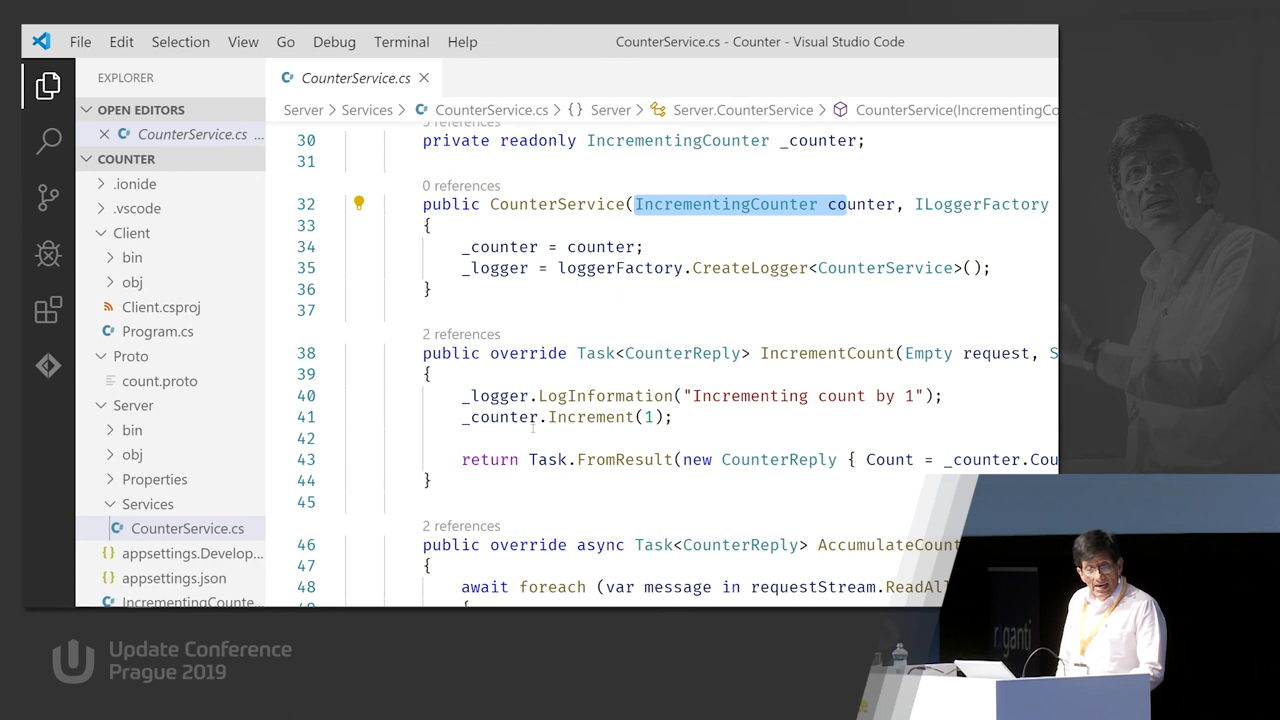 File Edit Selection View Go Debug Terminal Help
CounterService.cs - Counter - Visual Studio Code
EXPLORER
OPEN EDITORS
CounterService.cs ...
COUNTER
.ionide
.vscode
Client
bin
obj
Client.csproj
Program.cs
Proto
count.proto
Server
bin
obj
Properties
Services
CounterService.cs
appsettings.Develop...
appsettings.json
IncrementingCounte...
CounterService.cs
Server > Services > CounterService.cs > {} Server > Server.CounterService > CounterService(IncrementingCo
30 private readonly IncrementingCounter _counter;
31
0 references
32 public CounterService(IncrementingCounter counter, ILoggerFactory
33 {
34 _counter = counter;
35 _logger = loggerFactory.CreateLogger<CounterService>();
36 }
37
2 references
38 public override Task<CounterReply> IncrementCount(Empty request, S
39 {
40 _logger.LogInformation("Incrementing count by 1");
41 _counter.Increment(1);
42
43 return Task.FromResult(new CounterReply { Count = _counter.Cou
44 }
45
2 references
46 public override async Task<CounterReply> AccumulateCount
47 {
48 await foreach (var message in requestStream.ReadAll
{
Update Conference
Prague 2019